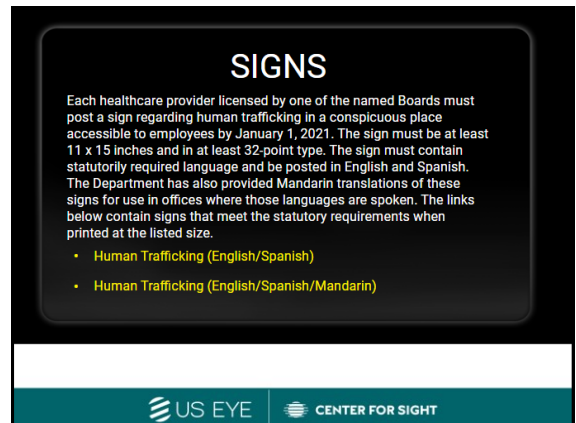 SIGNS
Each healthcare provider licensed by one of the named Boards must
post a sign regarding human trafficking in a conspicuous place
accessible to employees by January 1, 2021. The sign must be at least
11 x 15 inches and in at least 32-point type. The sign must contain
statutorily required language and be posted in English and Spanish.
The Department has also provided Mandarin translations of these
signs for use in offices where those languages are spoken. The links
below contain signs that meet the statutory requirements when
printed at the listed size.
• Human Trafficking (English/Spanish)
• Human Trafficking (English/Spanish/Mandarin)
US EYE CENTER FOR SIGHT